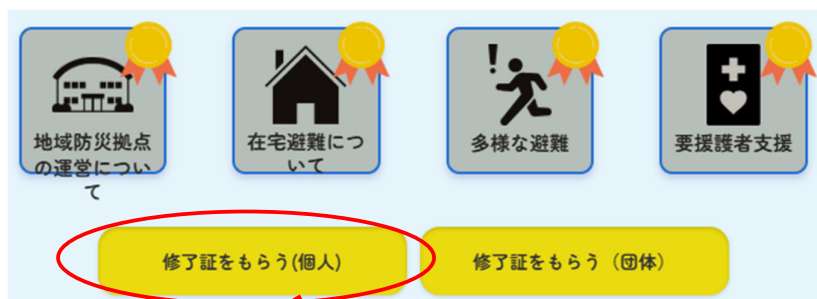 地域防災拠点
の運営につい
て
在宅避難につ
いて
多様な避難
要援護者支援
修了証をもらう(個人)
修了証をもらう（団体）